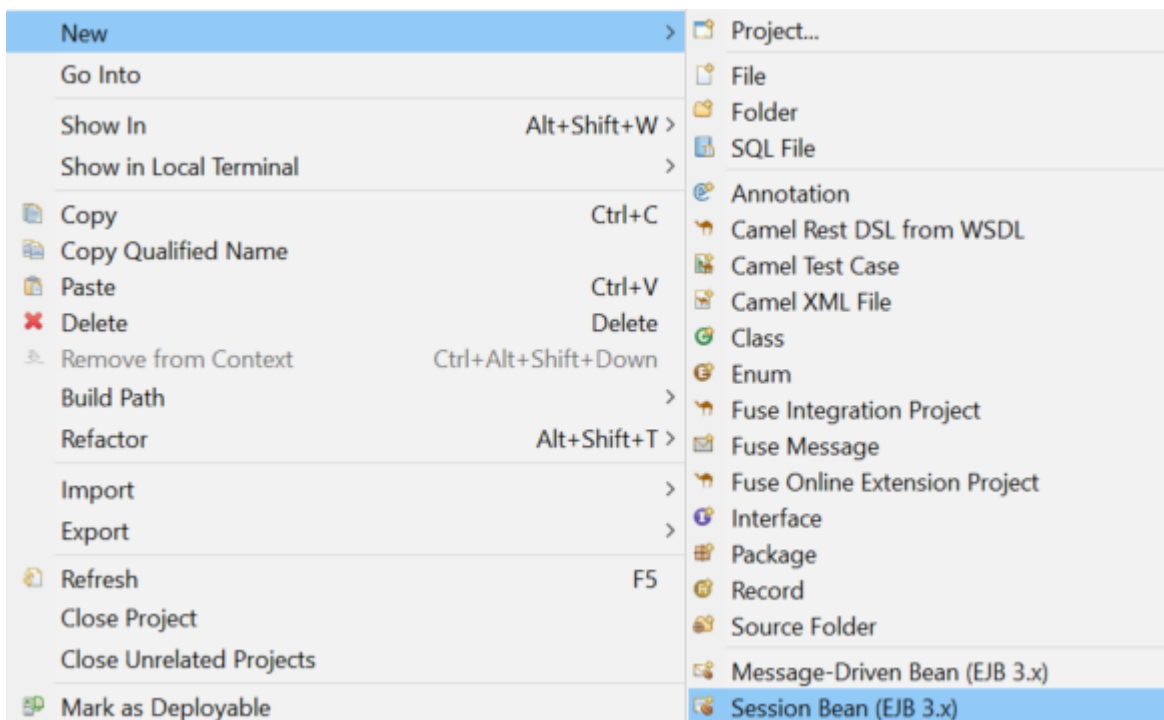 New
Go Into
Show In Alt+Shift+W >
Show in Local Terminal >
Copy Ctrl+C
Copy Qualified Name
Paste Ctrl+V
Delete Delete
Remove from Context Ctrl+Alt+Shift+Down
Build Path >
Refactor Alt+Shift+T >
Import >
Export >
Refresh F5
Close Project
Close Unrelated Projects
Mark as Deployable
Project...
File
Folder
SQL File
Annotation
Camel Rest DSL from WSDL
Camel Test Case
Camel XML File
Class
Enum
Fuse Integration Project
Fuse Message
Fuse Online Extension Project
Interface
Package
Record
Source Folder
Message-Driven Bean (EJB 3.x)
Session Bean (EJB 3.x)